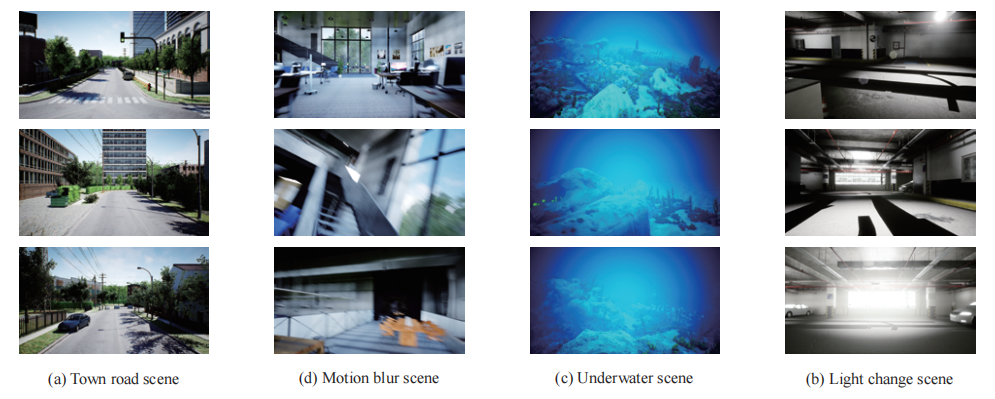 (a) Town road scene
(d) Motion blur scene
(c) Underwater scene
(b) Light change scene